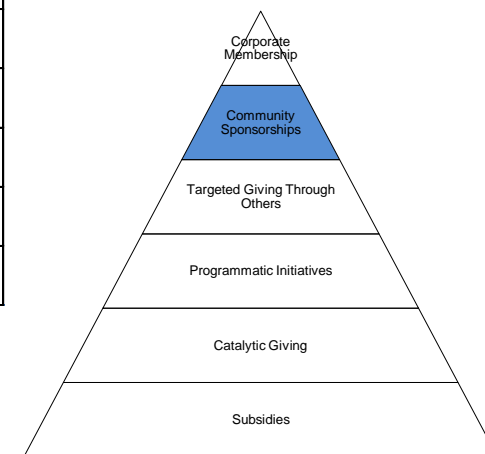 Corporate
Membership
Community
Sponsorships
Targeted Giving Through
Others
Programmatic Initiatives
Catalytic Giving
Subsidies